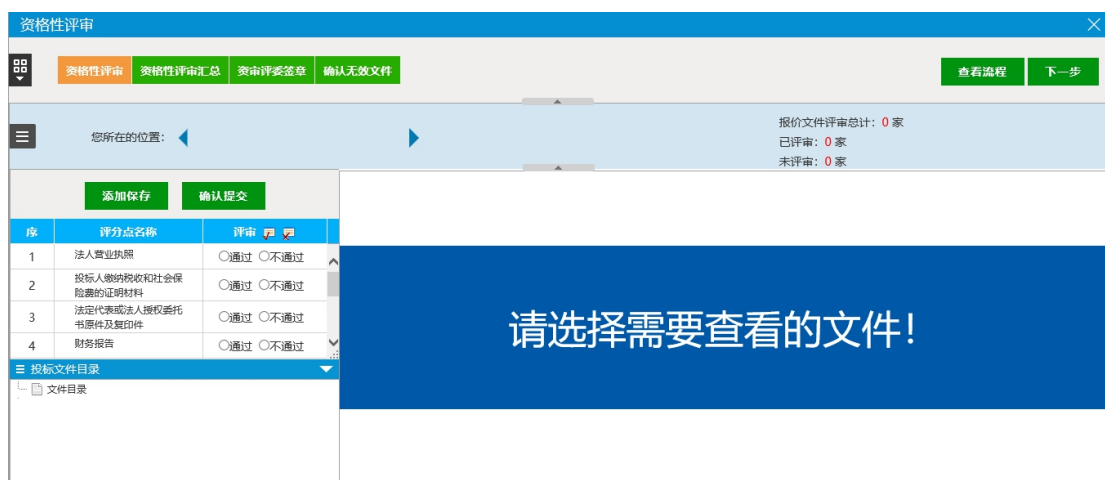 资格性评审
资格性评审 资格性评审汇总 资审评委签章 确认无效文件 查看流程 下一步
您所在的位置：
报价文件评审总计：0 家
已评审：0 家
未评审：0 家
添加保存 确认提交
序 评分点名称 评审
1 法人营业执照 通过 不通过
2 投标人缴纳税收和社会保
险费的证明材料 通过 不通过
3 法定代表或法人授权委托
书原件及复印件 通过 不通过
4 财务报告 通过 不通过
投标文件目录
文件目录
请选择需要查看的文件！